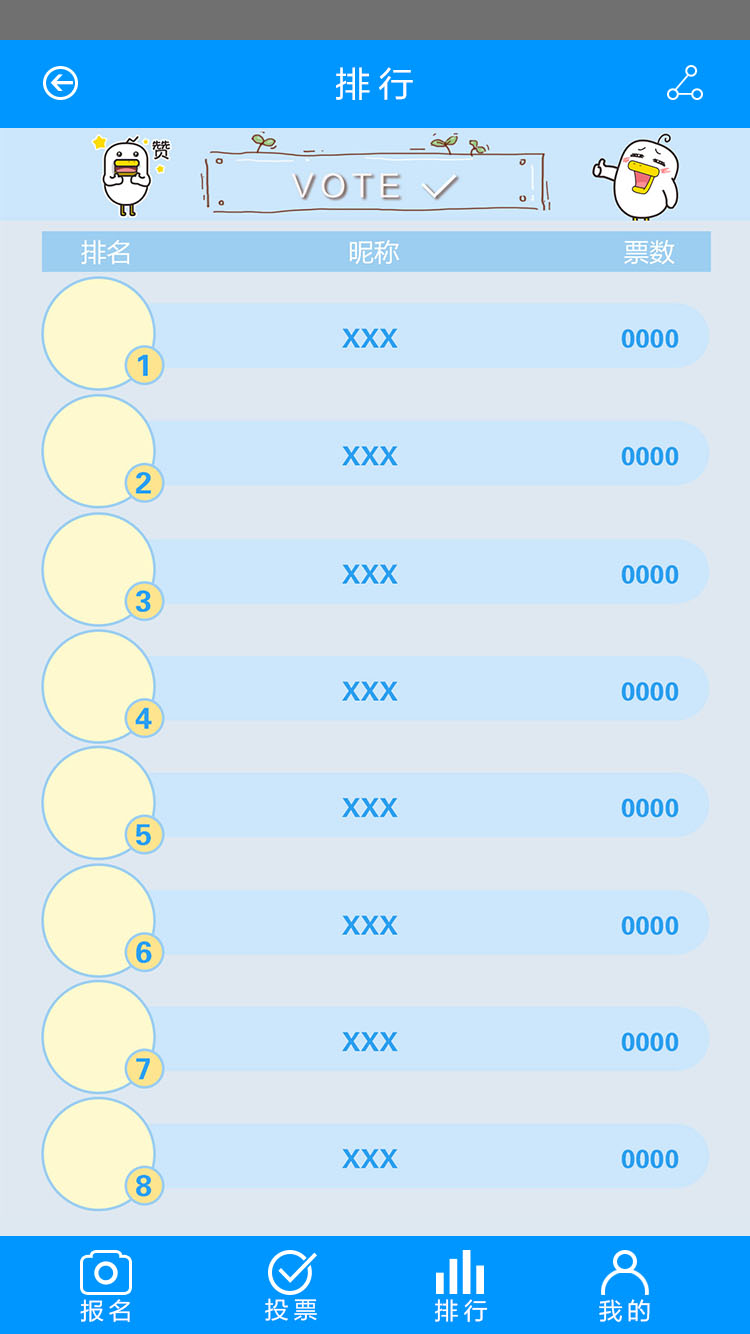 排行
赞
VOTE
排名 昵称 票数
1 XXX 0000
2 XXX 0000
3 XXX 0000
4 XXX 0000
5 XXX 0000
6 XXX 0000
7 XXX 0000
8 XXX 0000
报名 投票 排行 我的